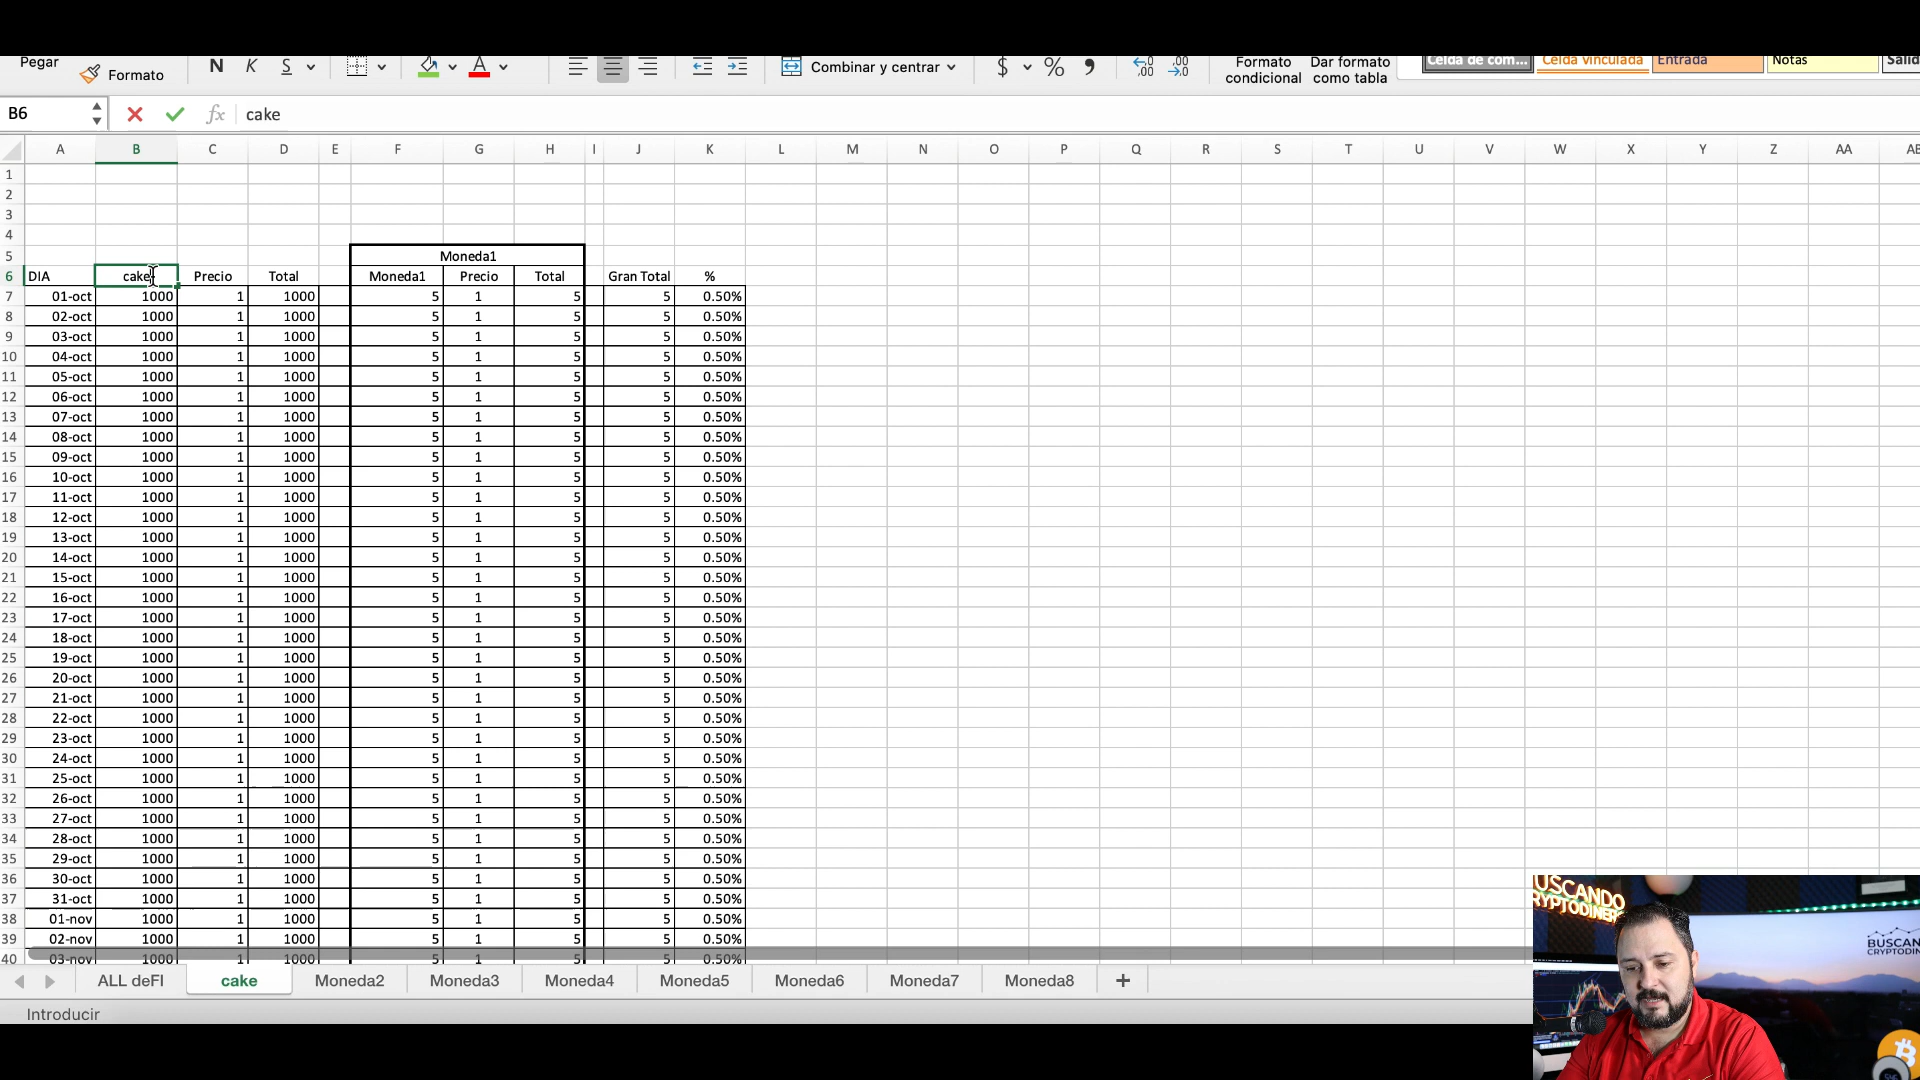 Pegar
Formato
N K S A Combinar y centrar $ % , Formato condicional Dar formato como tabla Celda de com... Celda vinculada Entrada Notas Salid
B6 fx cake
A B C D E F G H I J K L M N O P Q R S T U V W X Y Z AA AB
1
2
3
4
5 Moneda1
6 DIA cake Precio Total Moneda1 Precio Total Gran Total %
7 01-oct 1000 1 1000 5 1 5 5 0.50%
8 02-oct 1000 1 1000 5 1 5 5 0.50%
9 03-oct 1000 1 1000 5 1 5 5 0.50%
10 04-oct 1000 1 1000 5 1 5 5 0.50%
11 05-oct 1000 1 1000 5 1 5 5 0.50%
12 06-oct 1000 1 1000 5 1 5 5 0.50%
13 07-oct 1000 1 1000 5 1 5 5 0.50%
14 08-oct 1000 1 1000 5 1 5 5 0.50%
15 09-oct 1000 1 1000 5 1 5 5 0.50%
16 10-oct 1000 1 1000 5 1 5 5 0.50%
17 11-oct 1000 1 1000 5 1 5 5 0.50%
18 12-oct 1000 1 1000 5 1 5 5 0.50%
19 13-oct 1000 1 1000 5 1 5 5 0.50%
20 14-oct 1000 1 1000 5 1 5 5 0.50%
21 15-oct 1000 1 1000 5 1 5 5 0.50%
22 16-oct 1000 1 1000 5 1 5 5 0.50%
23 17-oct 1000 1 1000 5 1 5 5 0.50%
24 18-oct 1000 1 1000 5 1 5 5 0.50%
25 19-oct 1000 1 1000 5 1 5 5 0.50%
26 20-oct 1000 1 1000 5 1 5 5 0.50%
27 21-oct 1000 1 1000 5 1 5 5 0.50%
28 22-oct 1000 1 1000 5 1 5 5 0.50%
29 23-oct 1000 1 1000 5 1 5 5 0.50%
30 24-oct 1000 1 1000 5 1 5 5 0.50%
31 25-oct 1000 1 1000 5 1 5 5 0.50%
32 26-oct 1000 1 1000 5 1 5 5 0.50%
33 27-oct 1000 1 1000 5 1 5 5 0.50%
34 28-oct 1000 1 1000 5 1 5 5 0.50%
35 29-oct 1000 1 1000 5 1 5 5 0.50%
36 30-oct 1000 1 1000 5 1 5 5 0.50%
37 31-oct 1000 1 1000 5 1 5 5 0.50%
38 01-nov 1000 1 1000 5 1 5 5 0.50%
39 02-nov 1000 1 1000 5 1 5 5 0.50%
40 03-nov 1000 1 1000 5 1 5 5 0.50%
USCANDO
RYPTODINER
BUSCAN
CRYPTODIN
ALL deFI cake Moneda2 Moneda3 Moneda4 Moneda5 Moneda6 Moneda7 Moneda8 +
Introducir